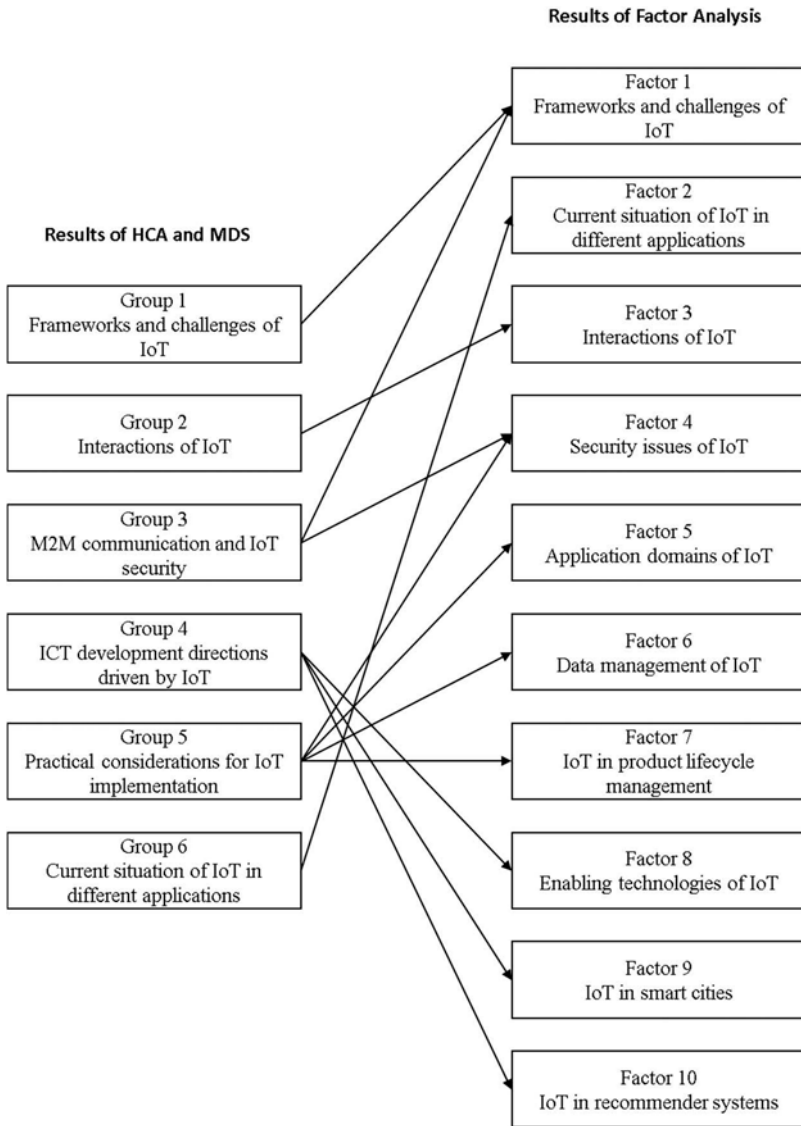 Results of Factor Analysis
Factor 1
Frameworks and challenges of
IoT
Factor 2
Current situation of IoT in
different applications
Results of HCA and MDS
Group 1
Frameworks and challenges of
IoT
Factor 3
Interactions of IoT
Group 2
Interactions of IoT
Factor 4
Security issues of IoT
Group 3
M2M communication and IoT
security
Factor 5
Application domains of IoT
Group 4
ICT development directions
driven by IoT
Factor 6
Data management of IoT
Group 5
Practical considerations for IoT
implementation
Factor 7
IoT in product lifecycle
management
Group 6
Current situation of IoT in
different applications
Factor 8
Enabling technologies of IoT
Factor 9
IoT in smart cities
Factor 10
IoT in recommender systems